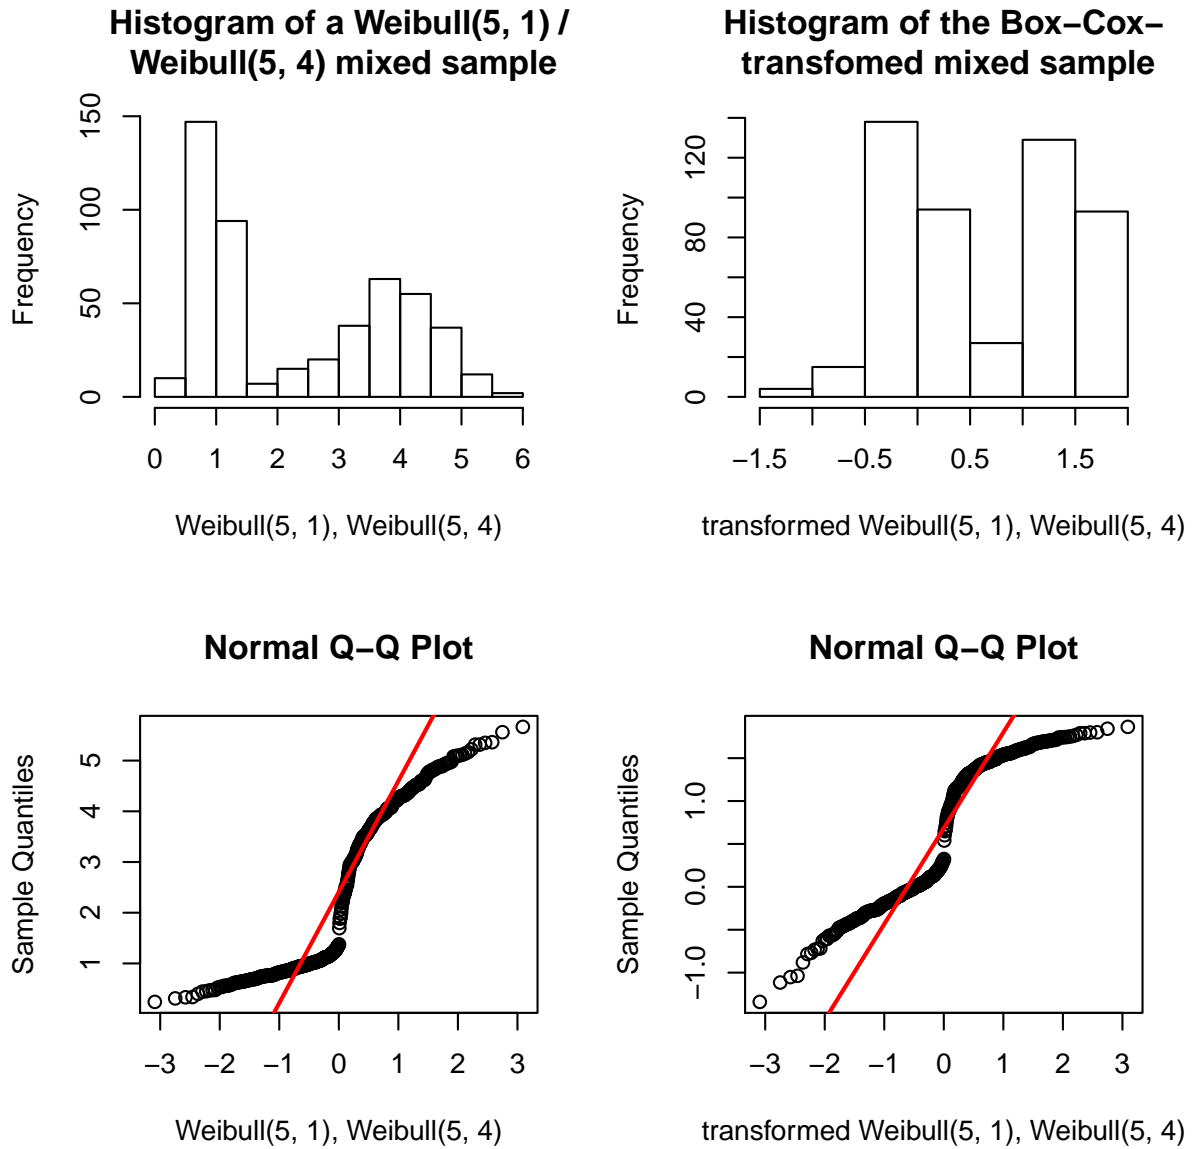 Histogram of a Weibull(5, 1) /
Weibull(5, 4) mixed sample
Frequency
0 50 100 150
0 1 2 3 4 5 6
Weibull(5, 1), Weibull(5, 4)
Histogram of the Box−Cox−
transfomed mixed sample
Frequency
0 40 80 120
−1.5 −0.5 0.5 1.5
transformed Weibull(5, 1), Weibull(5, 4)
Normal Q−Q Plot
Sample Quantiles
1 2 3 4 5
−3 −2 −1 0 1 2 3
Weibull(5, 1), Weibull(5, 4)
Normal Q−Q Plot
Sample Quantiles
−1.0 0.0 1.0
−3 −2 −1 0 1 2 3
transformed Weibull(5, 1), Weibull(5, 4)